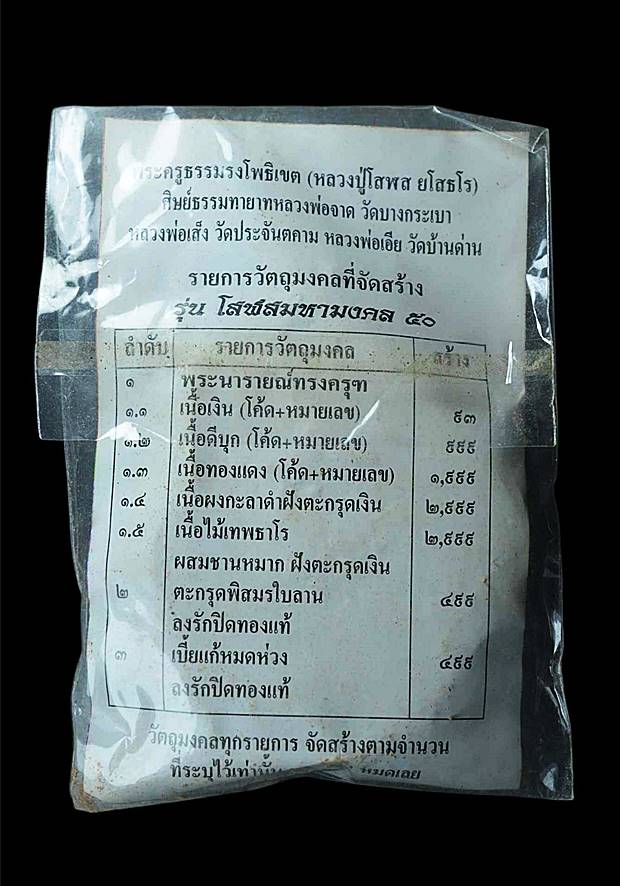 พระครูธรรมรงโพธิเขต (หลวงปู่โสฬส ยโสธโร)
ศิษย์ธรรมทายาทหลวงพ่อจาด วัดบางกระเบา
หลวงพ่อเส็ง วัดประจันตคาม หลวงพ่อเอีย วัดบ้านด่าน
รายการวัตถุมงคลที่จัดสร้าง
รุ่น โสฬสมหามงคล ๕๐
ลำดับ รายการวัตถุมงคล สร้าง
๑ พระนารายณ์ทรงครุฑ
๑.๑ เนื้อเงิน (โค้ด+หมายเลข) ๙๓
๑.๒ เนื้อดีบุก (โค้ด+หมายเลข) ๙๙๙
๑.๓ เนื้อทองแดง (โค้ด+หมายเลข) ๑,๙๙๙
๑.๔ เนื้อผงกะลาดำฝังตะกรุดเงิน ๒,๙๙๙
๑.๕ เนื้อไม้เทพธาโร ๒,๙๙๙
ผสมชานหมาก ฝังตะกรุดเงิน
๒ ตะกรุดพิสมรใบลาน ๔๙๙
ลงรักปิดทองแท้
๓ เบี้ยแก้หมดห่วง ๔๙๙
ลงรักปิดทองแท้
วัตถุมงคลทุกรายการ จัดสร้างตามจำนวน
ที่ระบุไว้เท่านั้น หมดเลย